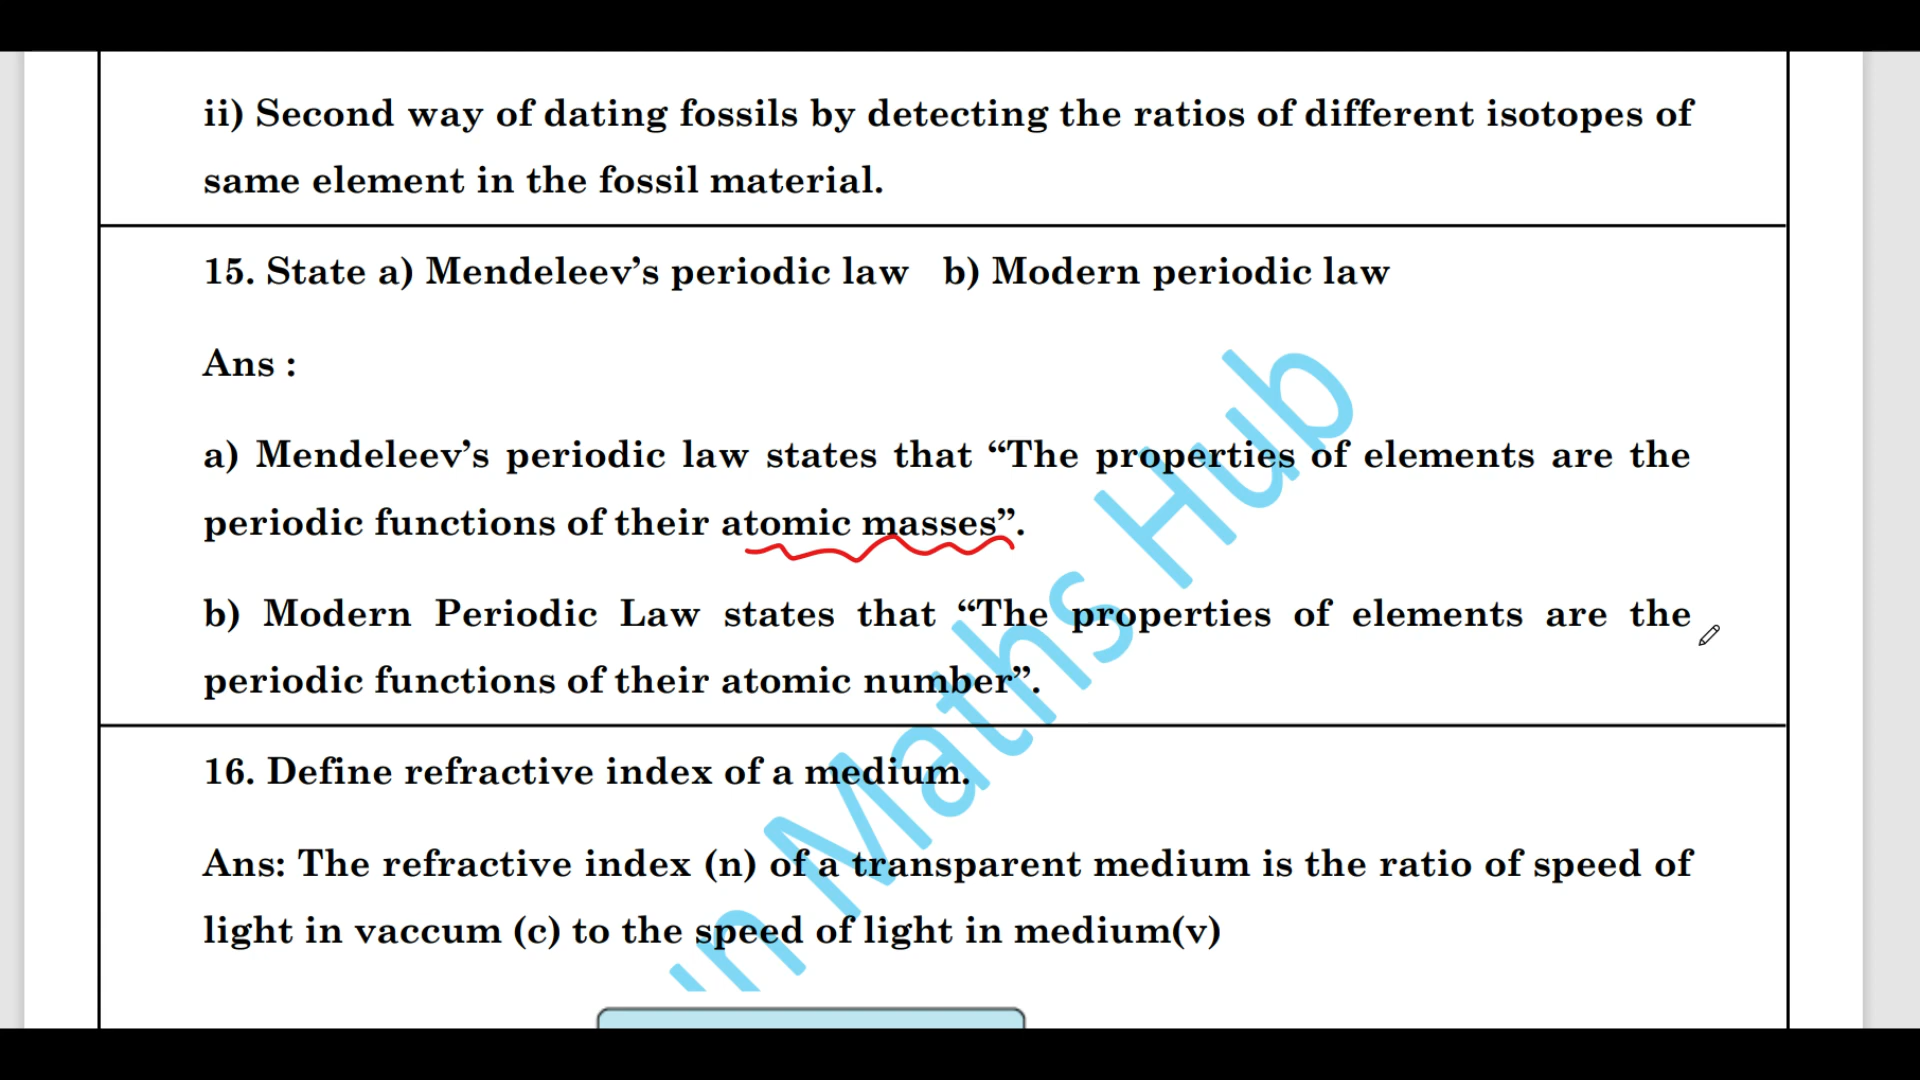 ii) Second way of dating fossils by detecting the ratios of different isotopes of
same element in the fossil material.
15. State a) Mendeleev’s periodic law b) Modern periodic law
Ans :
a) Mendeleev’s periodic law states that “The properties of elements are the
periodic functions of their atomic masses”.
b) Modern Periodic Law states that “The properties of elements are the
periodic functions of their atomic number”.
16. Define refractive index of a medium.
Ans: The refractive index (n) of a transparent medium is the ratio of speed of
light in vaccum (c) to the speed of light in medium(v)
in Maths Hub